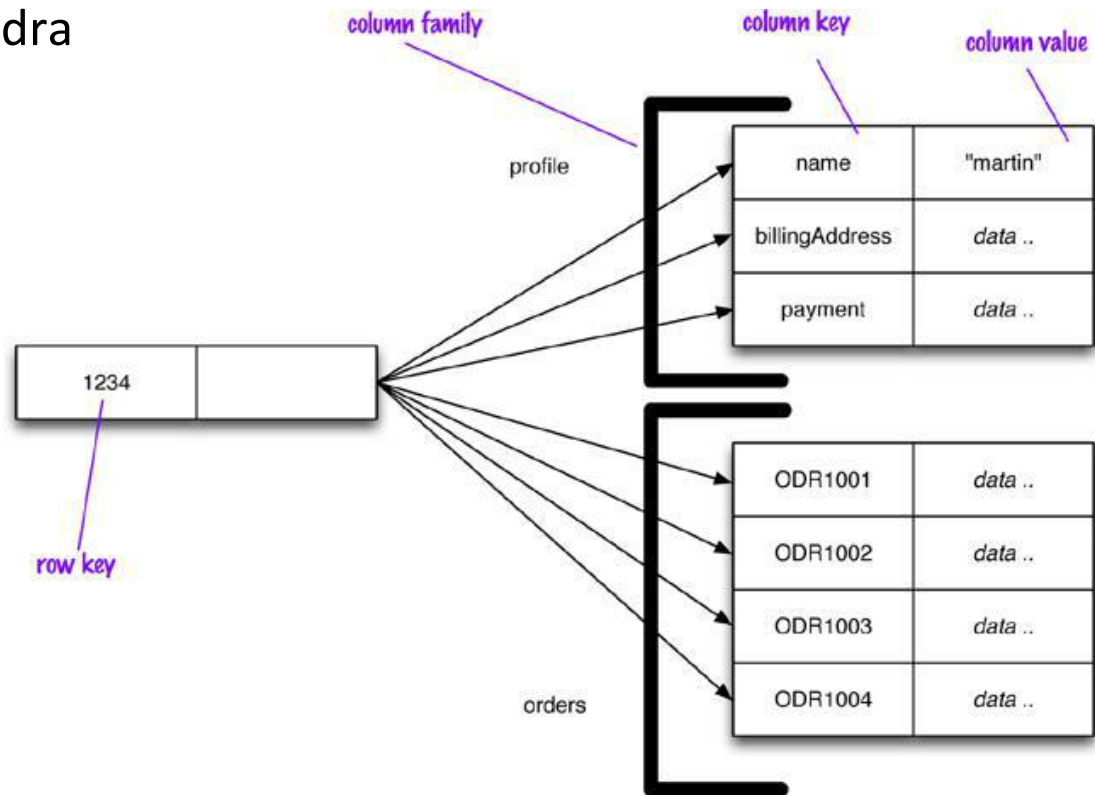 dra
column family
column key
column value
profile
name
"martin"
billingAddress
data ..
payment
data ..
1234
row key
ODR1001
data ..
ODR1002
data ..
ODR1003
data ..
ODR1004
data ..
orders